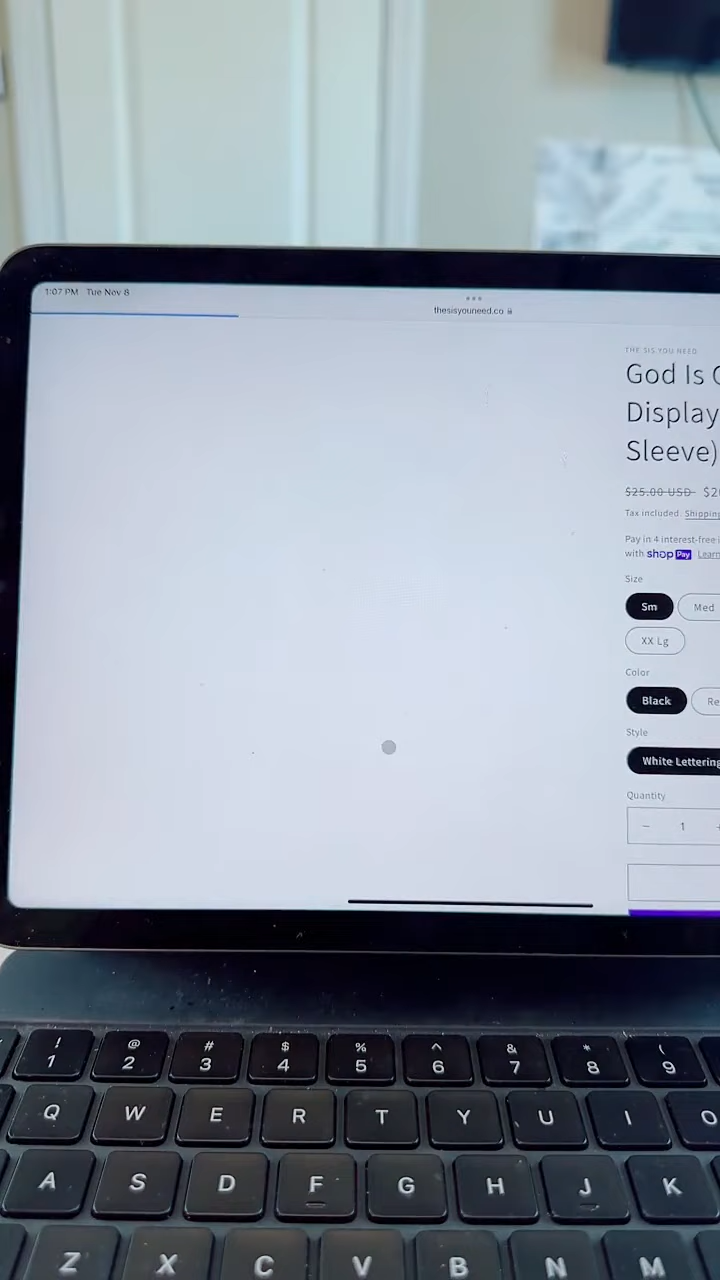 1:07 PM Tue Nov 8
thesisyouneed.co
THE SIS YOU NEED
God Is
Display
Sleeve)
$25.00 USD
Tax included. Shipping
Pay in 4 interest-free
with shop Pay Learn
Size
Sm Med
XX Lg
Color
Black Re
Style
White Lettering
Quantity
− 1
! @ # $ % ^ & * (
1 2 3 4 5 6 7 8 9
Q W E R T Y U I O
A S D F G H J K
Z X C V B N M